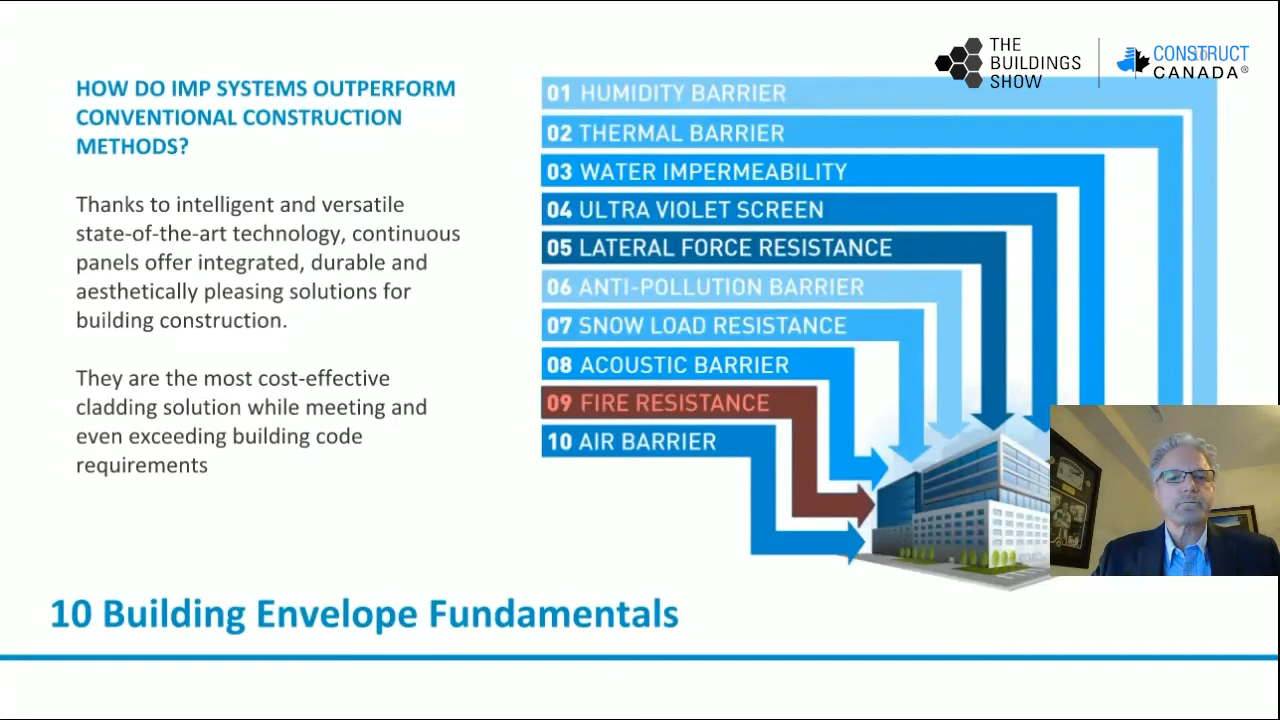 THE
BUILDINGS
SHOW
CONSTRUCT
CANADA®
HOW DO IMP SYSTEMS OUTPERFORM
CONVENTIONAL CONSTRUCTION
METHODS?
Thanks to intelligent and versatile
state-of-the-art technology, continuous
panels offer integrated, durable and
aesthetically pleasing solutions for
building construction.
They are the most cost-effective
cladding solution while meeting and
even exceeding building code
requirements
01 HUMIDITY BARRIER
02 THERMAL BARRIER
03 WATER IMPERMEABILITY
04 ULTRA VIOLET SCREEN
05 LATERAL FORCE RESISTANCE
06 ANTI-POLLUTION BARRIER
07 SNOW LOAD RESISTANCE
08 ACOUSTIC BARRIER
09 FIRE RESISTANCE
10 AIR BARRIER
10 Building Envelope Fundamentals